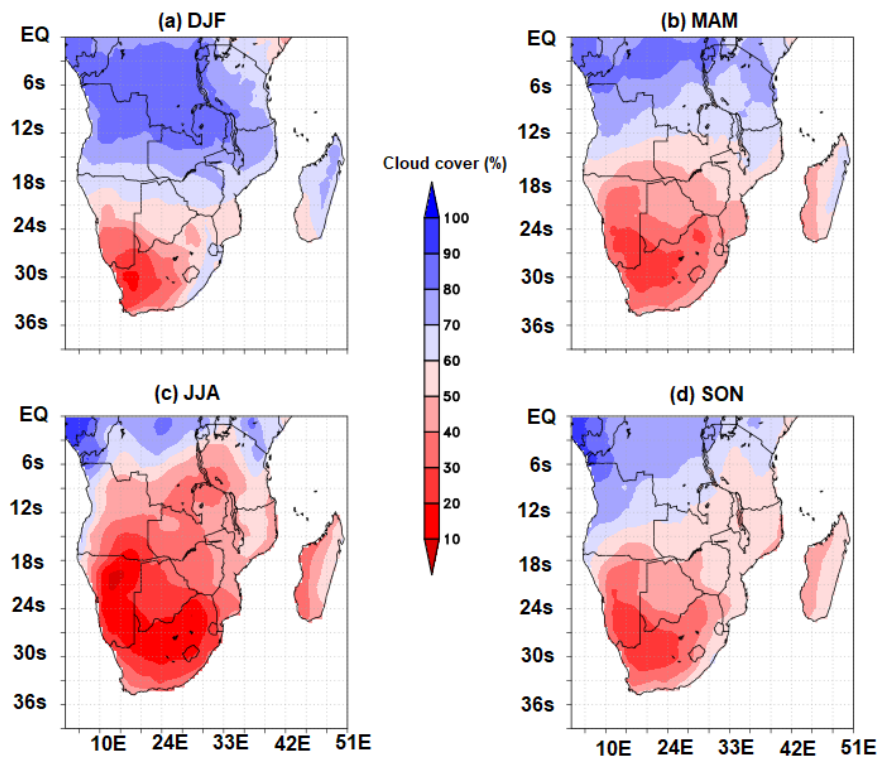 (a) DJF
(b) MAM
EQ
6s
12s
18s
24s
30s
36s
EQ
6s
12s
18s
24s
30s
36s
Cloud cover (%)
100
90
80
70
60
50
40
30
20
10
(c) JJA
(d) SON
EQ
6s
12s
18s
24s
30s
36s
EQ
6s
12s
18s
24s
30s
36s
10E 24E 33E 42E 51E
10E 24E 33E 42E 51E